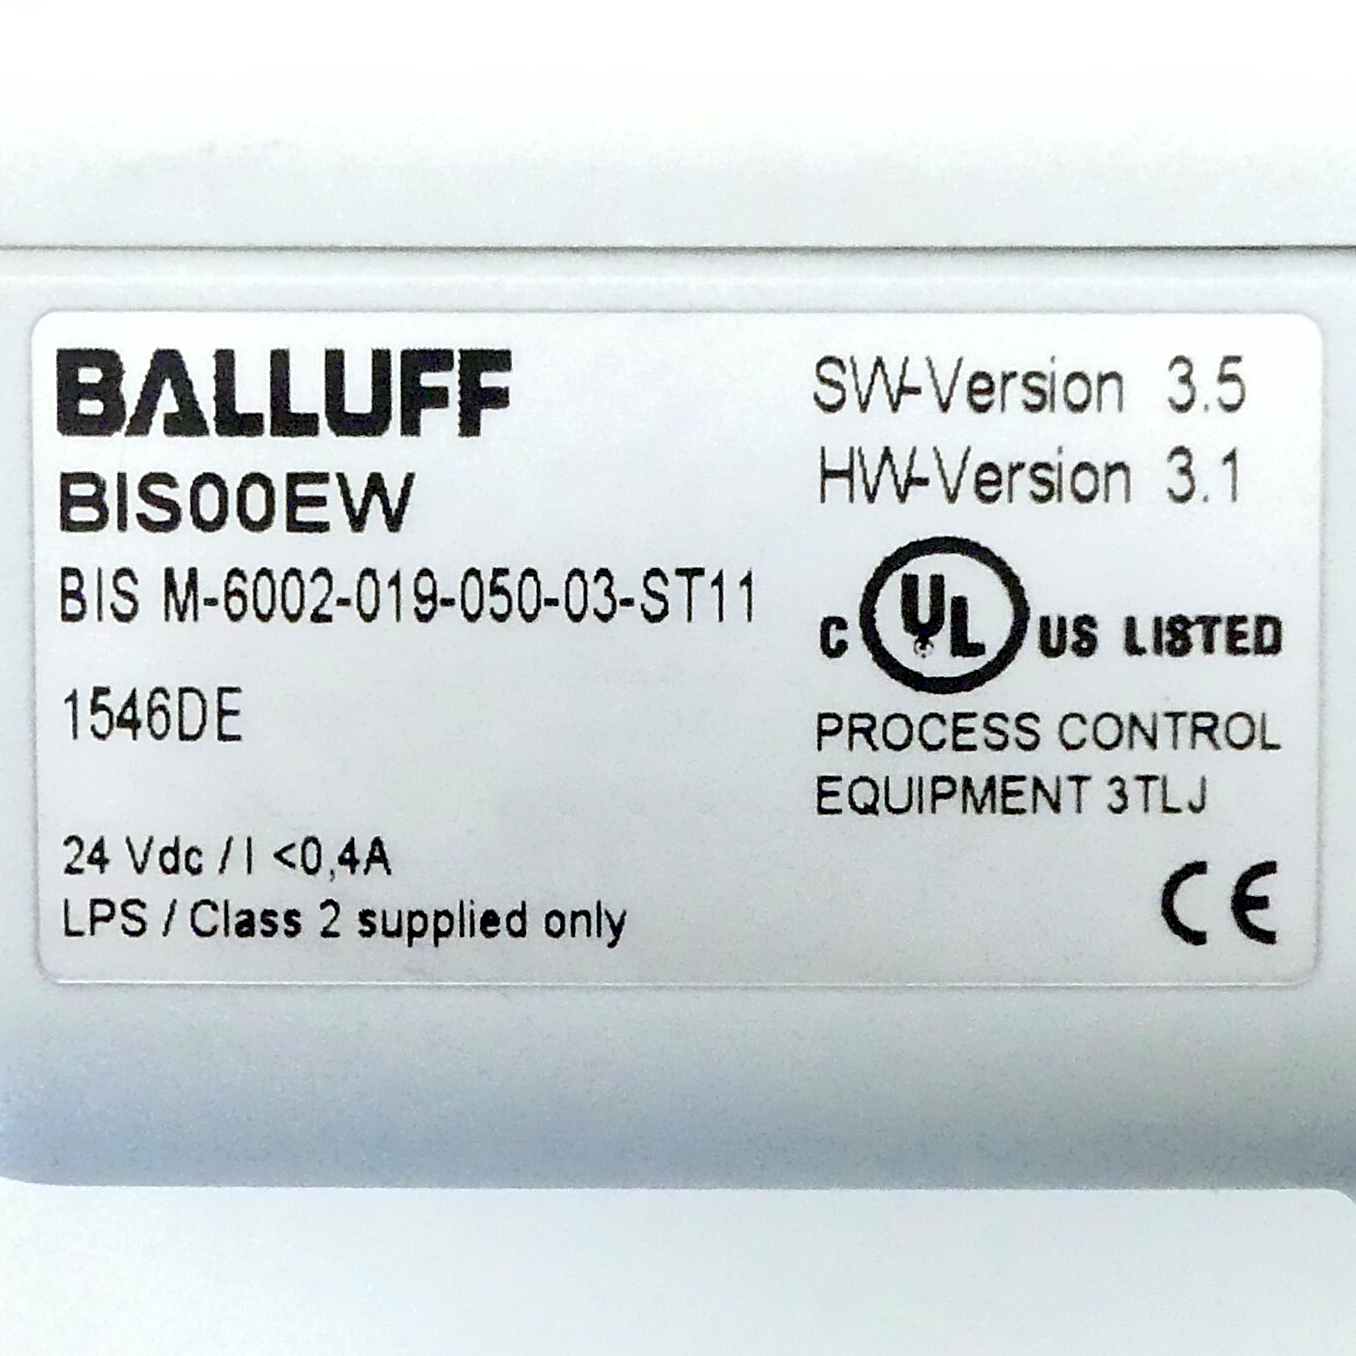 BALLUFF
BIS00EW
BIS M-6002-019-050-03-ST11
1546DE
24 Vdc / I <0,4A
LPS / Class 2 supplied only
SW-Version 3.5
HW-Version 3.1
C UL US LISTED
PROCESS CONTROL
EQUIPMENT 3TLJ
CE